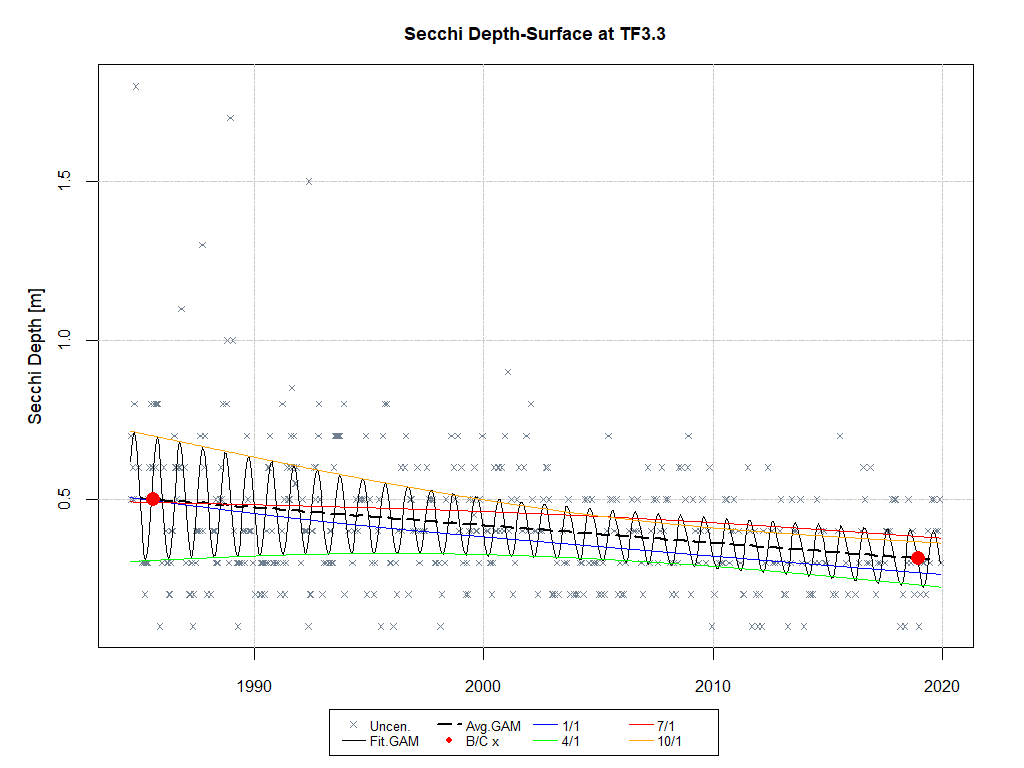 Secchi Depth-Surface at TF3.3
Secchi Depth [m]
1.5
1.0
0.5
1990 2000 2010 2020
Uncen. Avg.GAM 1/1 7/1
Fit.GAM B/C x 4/1 10/1